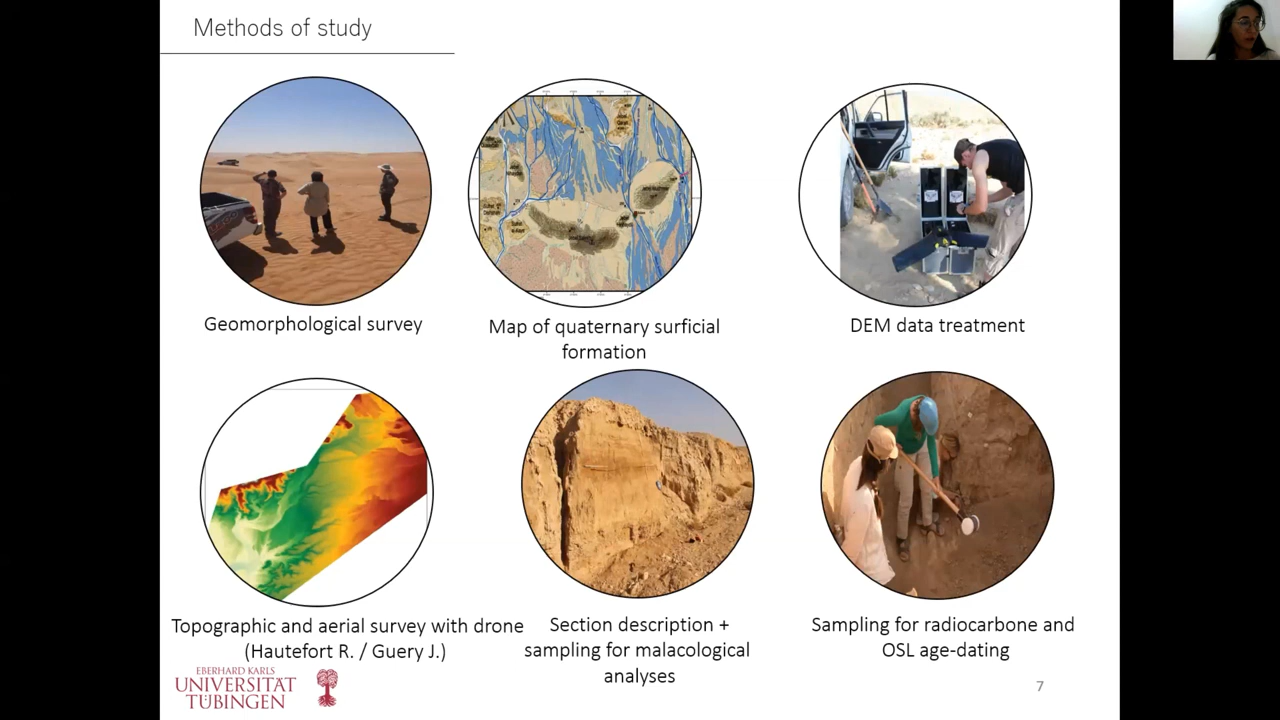 Methods of study
Geomorphological survey
Map of quaternary surficial
formation
DEM data treatment
Topographic and aerial survey with drone
(Hautefort R. / Guery J.)
Section description +
sampling for malacological
analyses
Sampling for radiocarbone and
OSL age-dating
EBERHARD KARLS
UNIVERSITÄT
TÜBINGEN
7